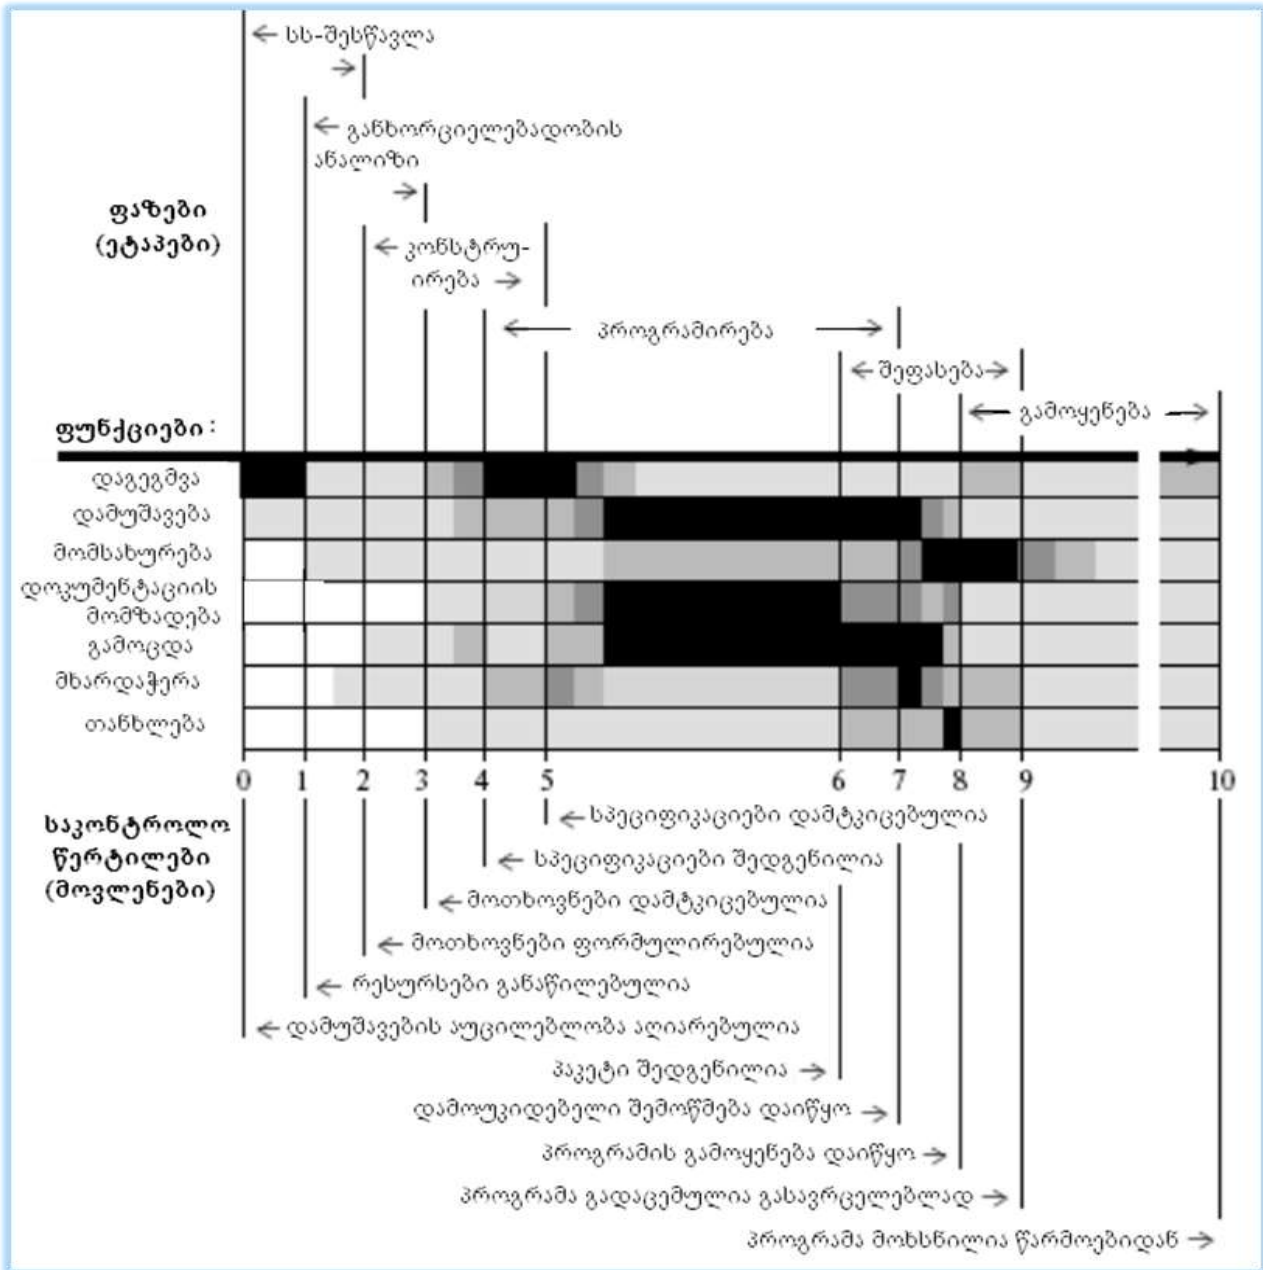 ← სს-შესწავლა
→
← განხორციელებადობის
ანალიზი
→
ფაზები
(ეტაპები)
← კონსტრუ-
ირება →
← პროგრამირება →
← შეფასება →
← გამოყენება →
ფუნქციები :
დაგეგმვა
დამუშავება
მომსახურება
დოკუმენტაციის
მომზადება
გამოცდა
მხარდაჭერა
თანხლება
0 1 2 3 4 5 6 7 8 9 10
საკონტროლო
წერტილები
(მოვლენები)
← სპეციფიკაციები დამტკიცებულია
← სპეციფიკაციები შედგენილია
← მოთხოვნები დამტკიცებულია
← მოთხოვნები ფორმულირებულია
← რესურსები განაწილებულია
← დამუშავების აუცილებლობა აღიარებულია
პაკეტი შედგენილია →
დამოუკიდებელი შემოწმება დაიწყო →
პროგრამის გამოყენება დაიწყო →
პროგრამა გადაცემულია გასავრცელებლად →
პროგრამა მოხსნილია წარმოებიდან →